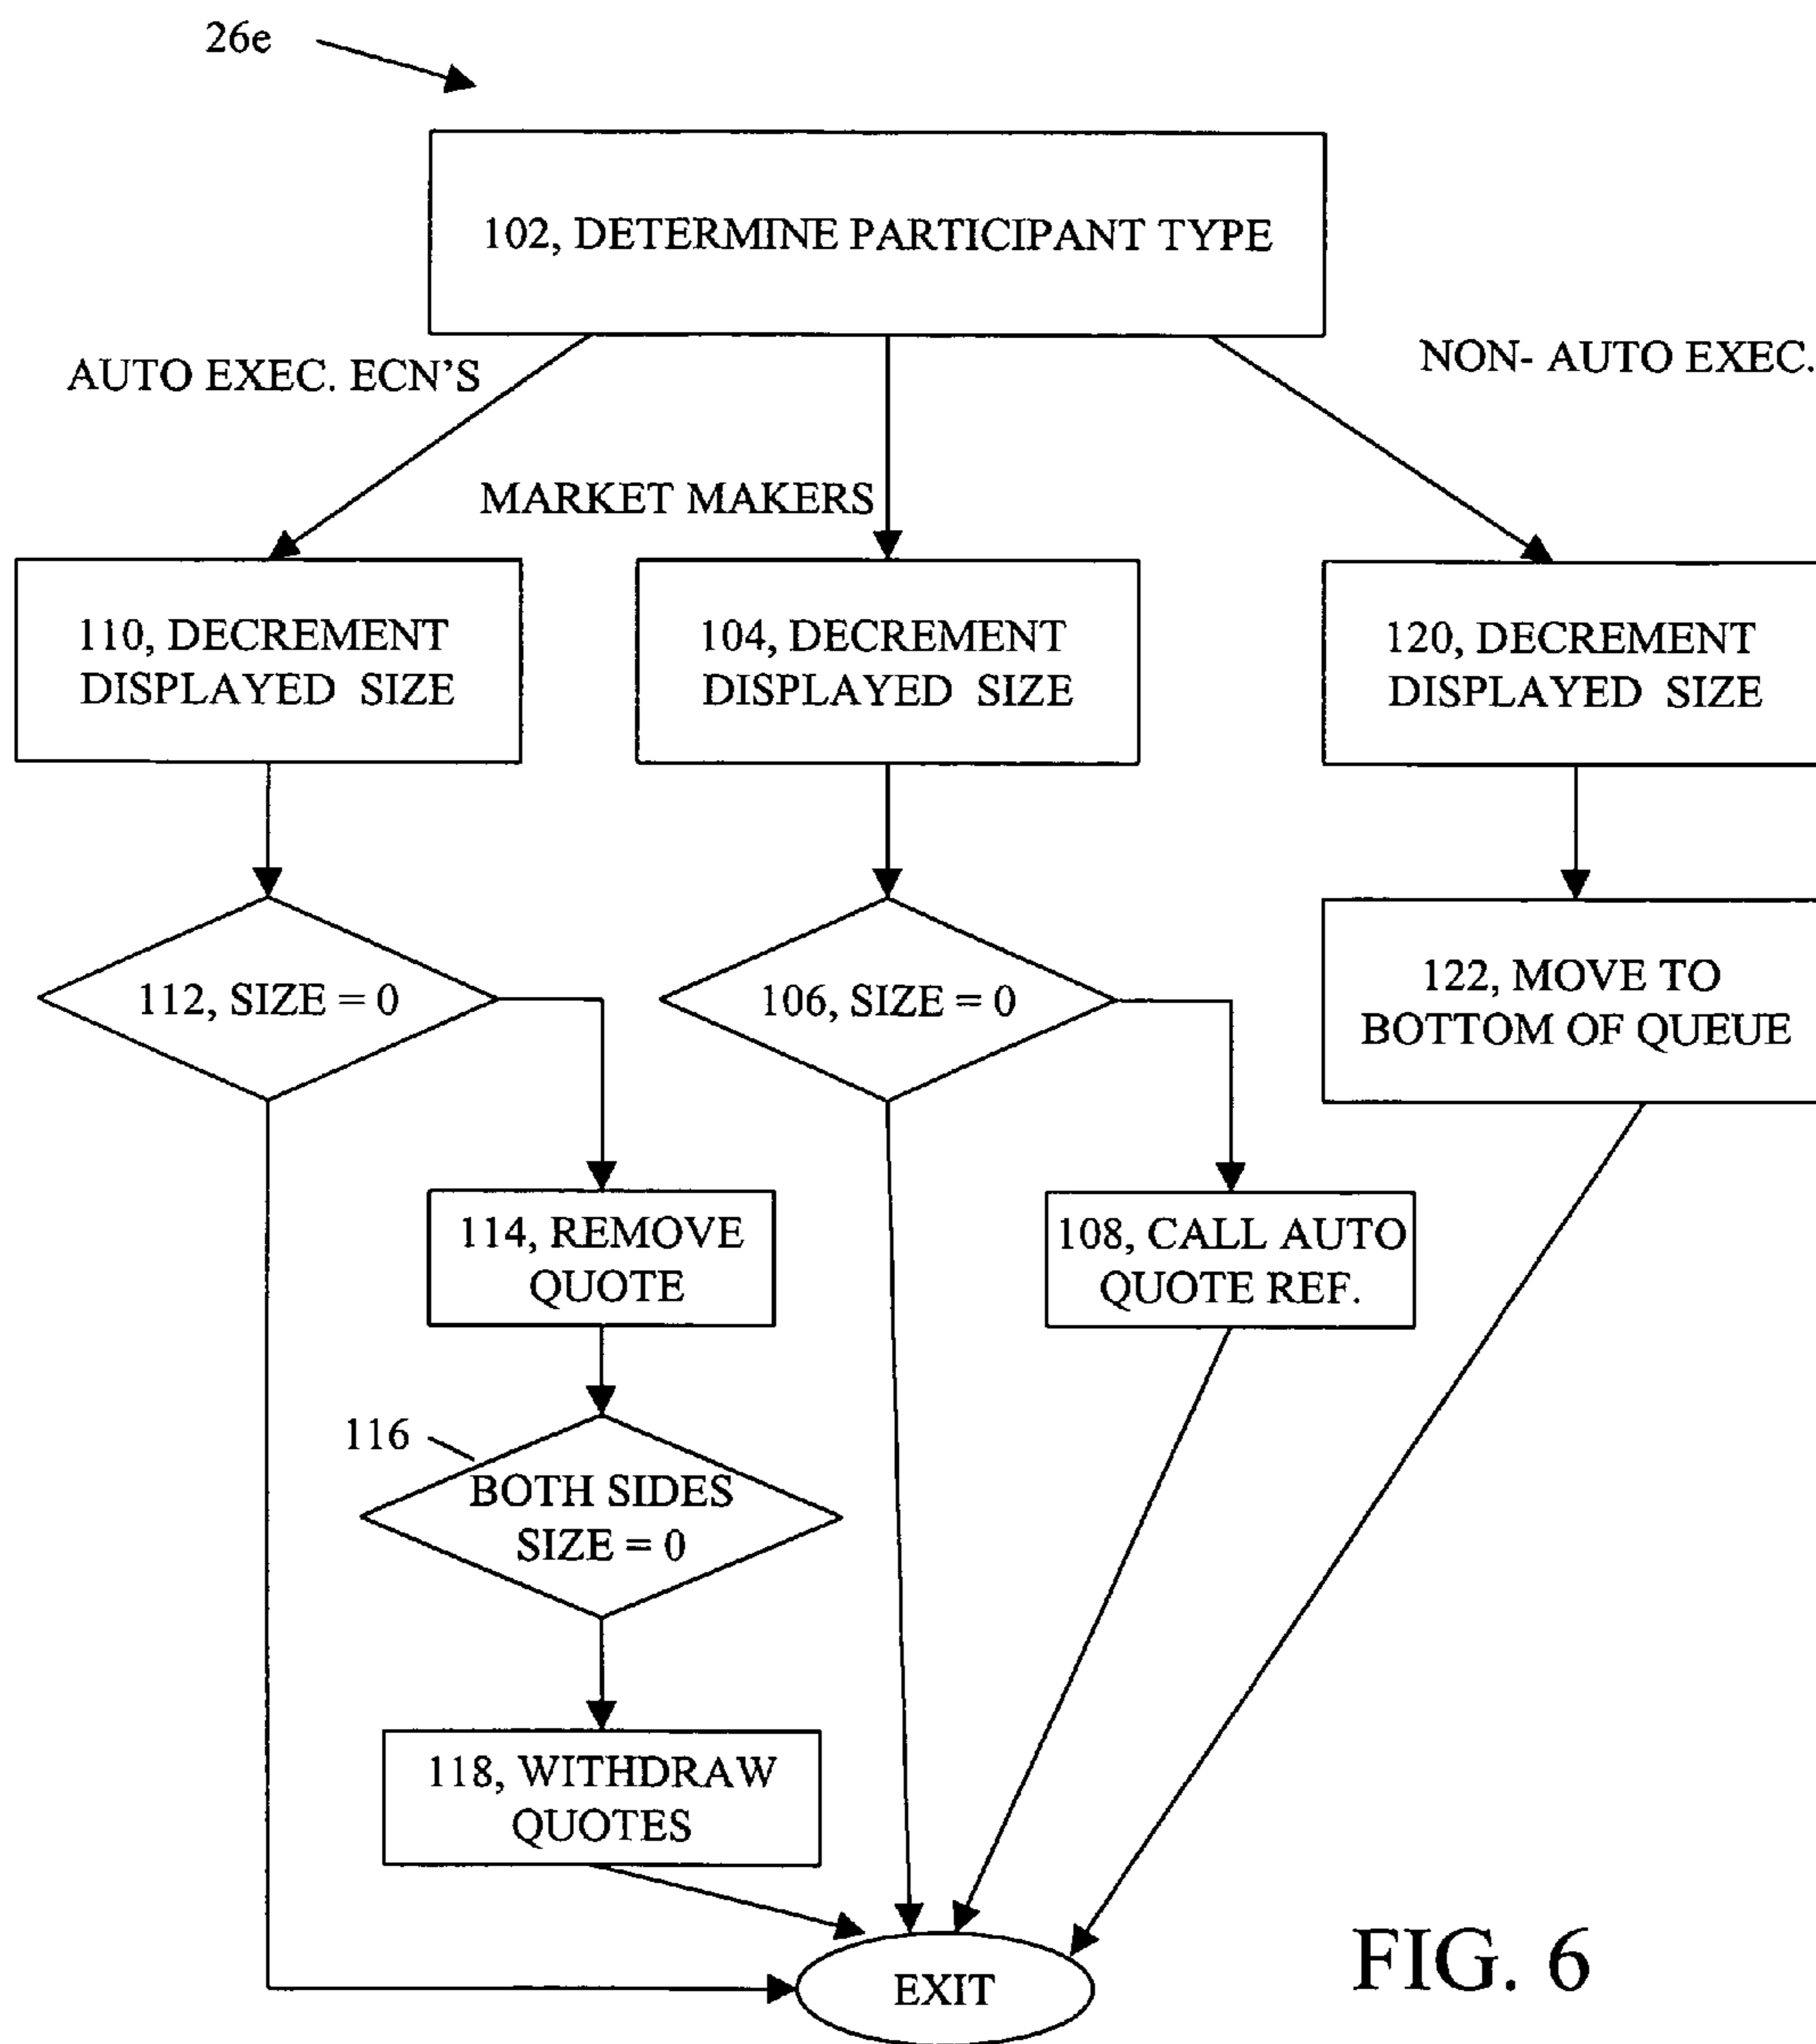 26e
102, DETERMINE PARTICIPANT TYPE
AUTO EXEC. ECN'S
NON- AUTO EXEC.
MARKET MAKERS
110, DECREMENT
DISPLAYED SIZE
104, DECREMENT
DISPLAYED SIZE
120, DECREMENT
DISPLAYED SIZE
112, SIZE = 0
106, SIZE = 0
122, MOVE TO
BOTTOM OF QUEUE
114, REMOVE
QUOTE
108, CALL AUTO
QUOTE REF.
116
BOTH SIDES
SIZE = 0
118, WITHDRAW
QUOTES
EXIT
FIG. 6